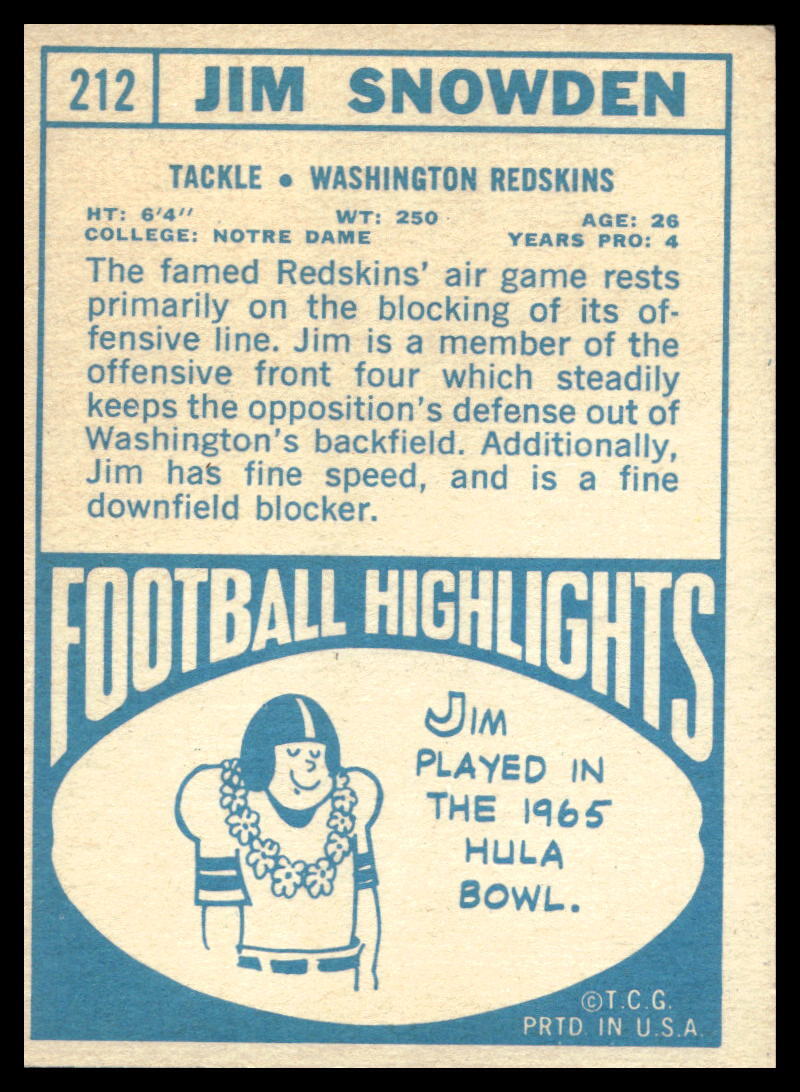 212 JIM SNOWDEN
TACKLE • WASHINGTON REDSKINS
HT: 6'4" WT: 250 AGE: 26
COLLEGE: NOTRE DAME YEARS PRO: 4
The famed Redskins' air game rests
primarily on the blocking of its of-
fensive line. Jim is a member of the
offensive front four which steadily
keeps the opposition's defense out of
Washington's backfield. Additionally,
Jim has fine speed, and is a fine
downfield blocker.
FOOTBALL HIGHLIGHTS
JIM
PLAYED IN
THE 1965
HULA
BOWL.
©T.C.G.
PRTD. IN U.S.A.